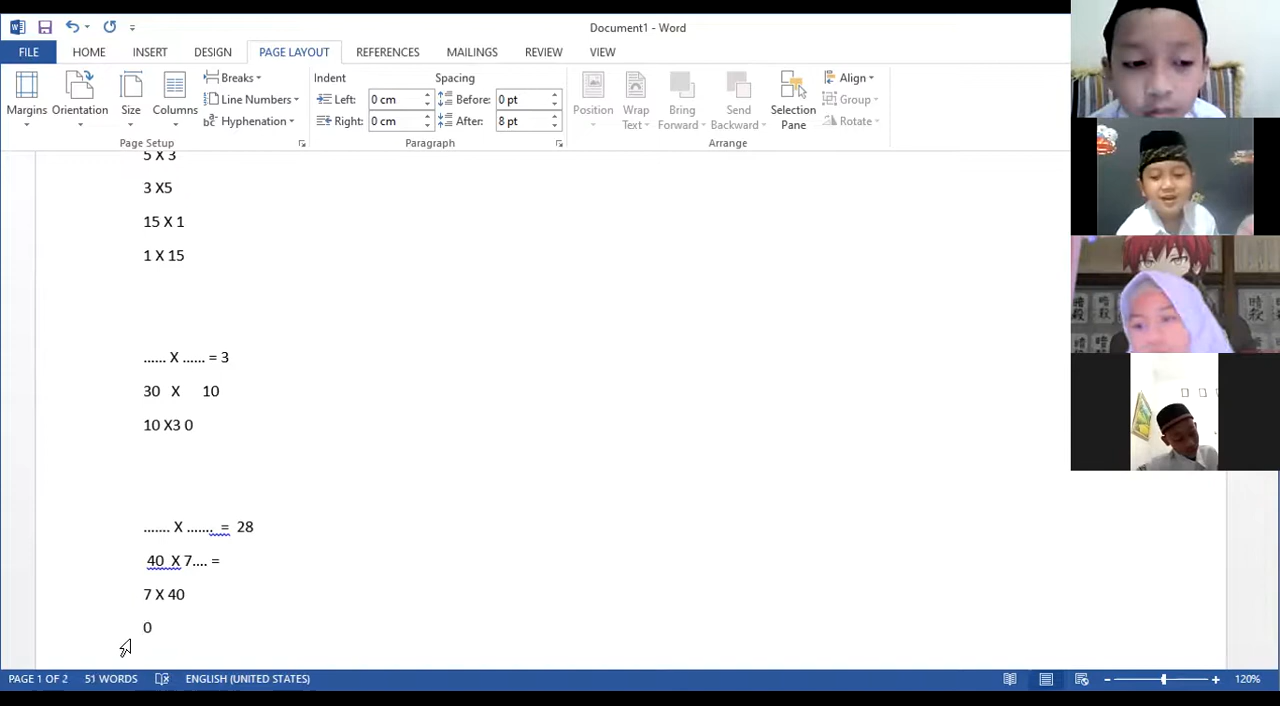 Document1 - Word
FILE HOME INSERT DESIGN PAGE LAYOUT REFERENCES MAILINGS REVIEW VIEW
Margins Orientation Size Columns Breaks Line Numbers Hyphenation Indent Left: 0 cm Right: 0 cm Spacing Before: 0 pt After: 8 pt Position Wrap Text Bring Forward Send Backward Selection Pane Align Group Rotate
Page Setup Paragraph Arrange
5 X 3
3 X5
15 X 1
1 X 15
...... X ...... = 3
30 X 10
10 X3 0
....... X ....... = 28
40 X 7.... =
7 X 40
0
PAGE 1 OF 2 51 WORDS ENGLISH (UNITED STATES) 120%